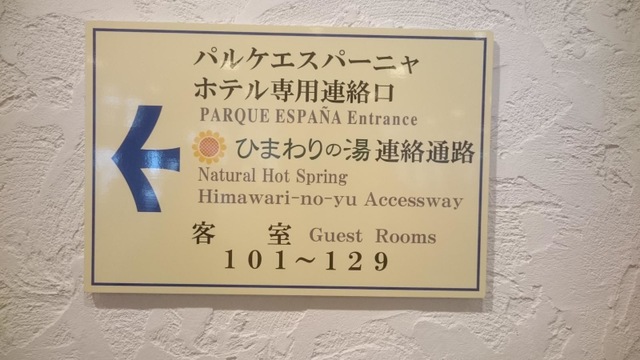 パルケエスパーニャ
ホテル専用連絡口
PARQUE ESPAÑA Entrance
ひまわりの湯連絡通路
Natural Hot Spring
Himawari-no-yu Accessway
客室 Guest Rooms
１０１～１２９